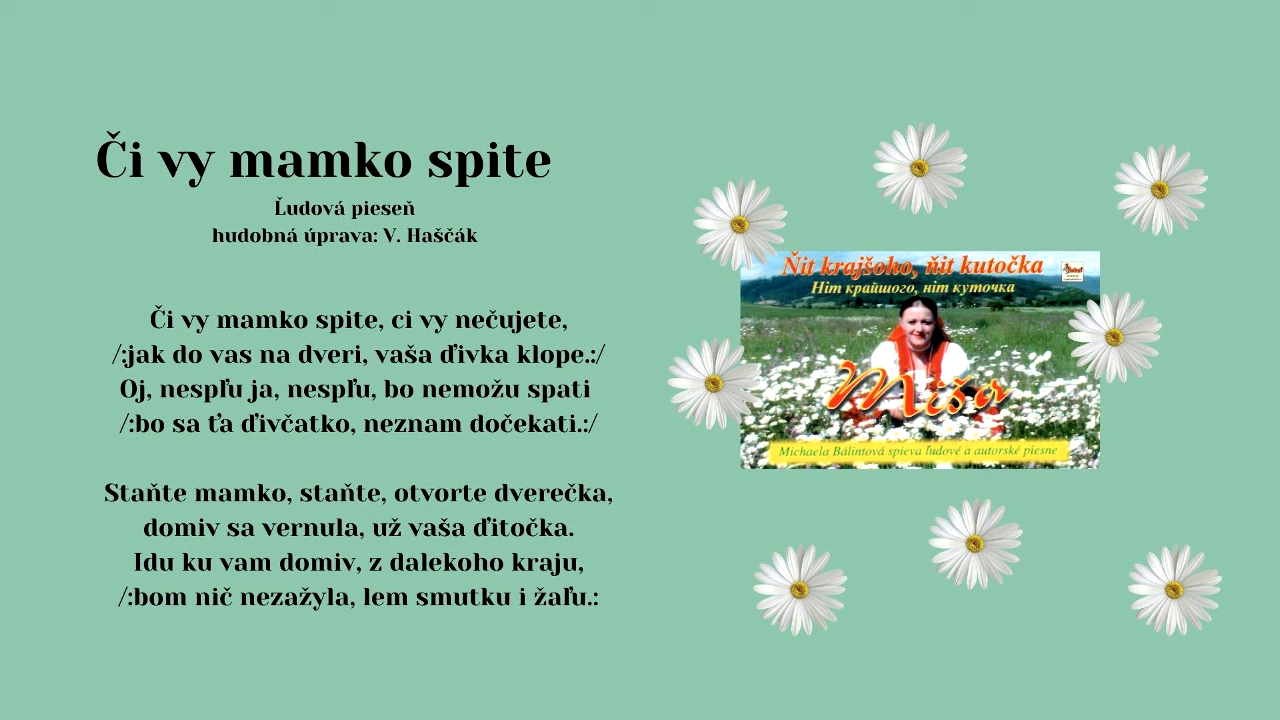 Či vy mamko spite
Ľudová pieseň
hudobná úprava: V. Haščák
Či vy mamko spite, ci vy nečujete,
/:jak do vas na dveri, vaša ďivka klope.:/
Oj, nespľu ja, nespľu, bo nemožu spati
/:bo sa ťa ďivčatko, neznam dočekati.:/
Staňte mamko, staňte, otvorte dverečka,
domiv sa vernula, už vaša ďitočka.
Idu ku vam domiv, z dalekoho kraju,
/:bom nič nezažyla, lem smutku i žaľu.:
Ňit krajšoho, ňit kutočka
Ніт крайшого, ніт куточка
Miša
Michaela Bálintová spieva ľudové a autorské piesne